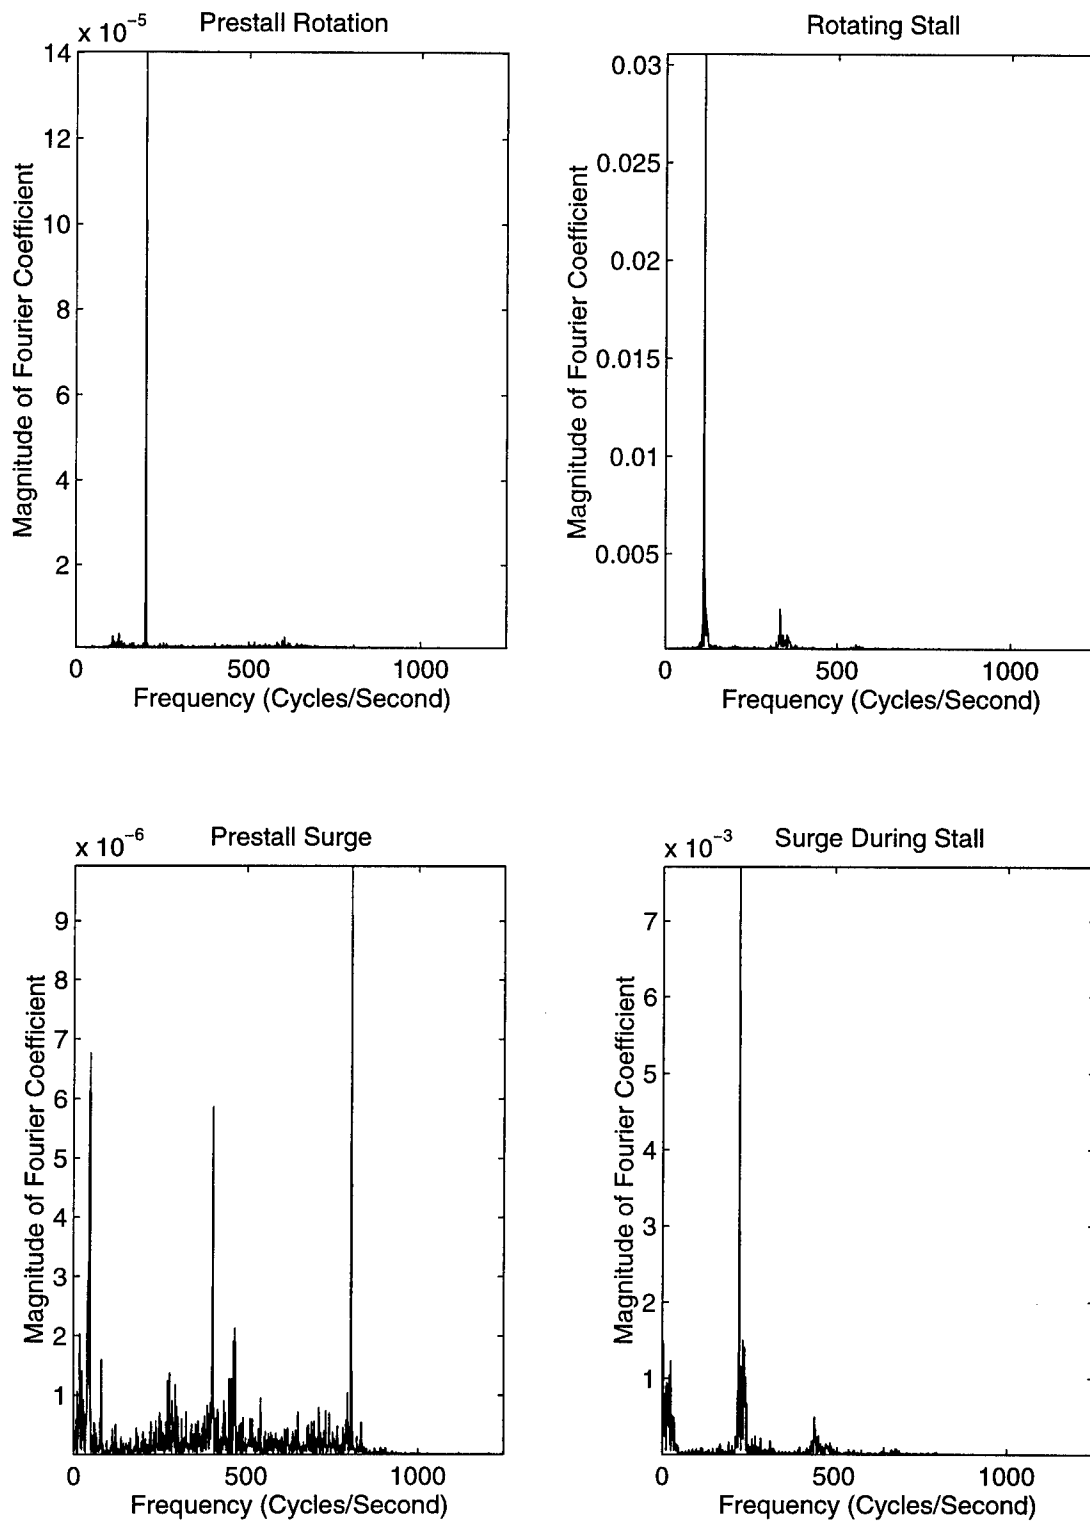 Prestall Rotation
x 10^-5
14
12
10
8
6
4
2
0 500 1000
Magnitude of Fourier Coefficient
Frequency (Cycles/Second)
Rotating Stall
0.03
0.025
0.02
0.015
0.01
0.005
0 500 1000
Magnitude of Fourier Coefficient
Frequency (Cycles/Second)
Prestall Surge
x 10^-6
9
8
7
6
5
4
3
2
1
0 500 1000
Magnitude of Fourier Coefficient
Frequency (Cycles/Second)
Surge During Stall
x 10^-3
7
6
5
4
3
2
1
0 500 1000
Magnitude of Fourier Coefficient
Frequency (Cycles/Second)